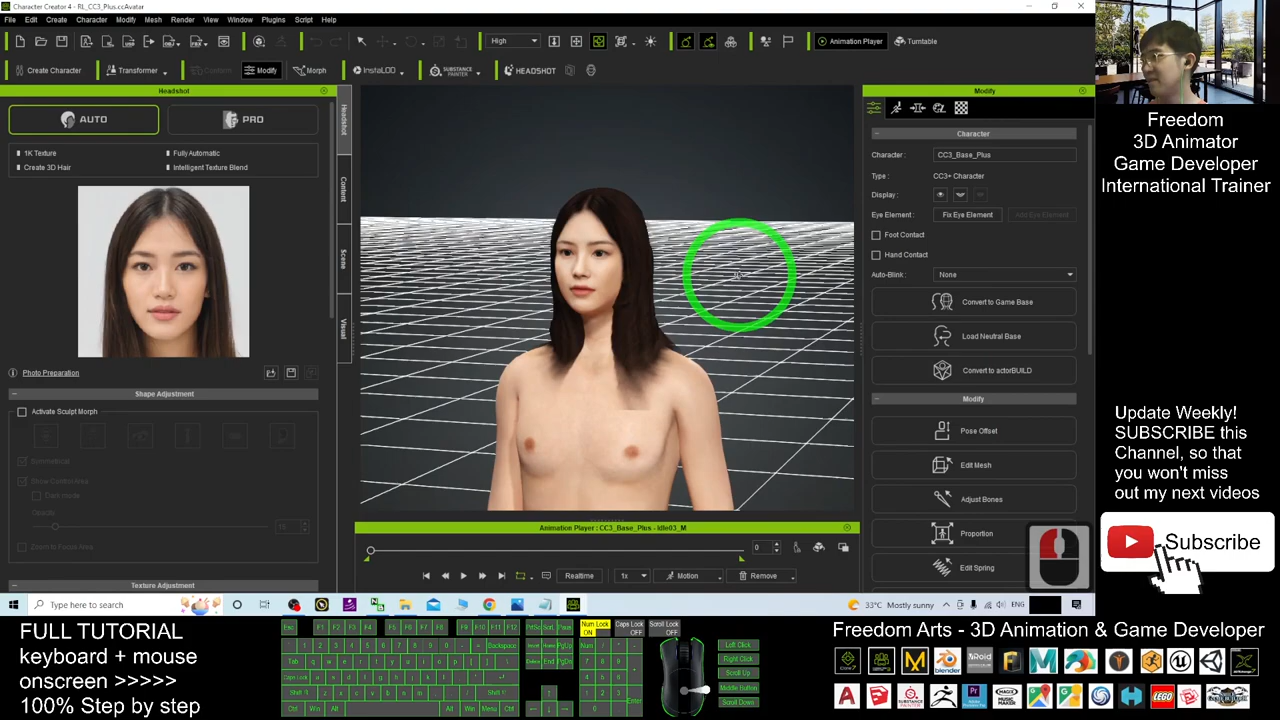 Character Creator 4 - RL_CC3_Plus.ccAvatar
File Edit Create Character Modify Mesh Render View Window Plugins Script Help
High
Animation Player
Turntable
Create Character
Transformer
Conform
Modify
Morph
InstaLOD
SUBSTANCE PAINTER
HEADSHOT
Headshot
AUTO
PRO
1K Texture
Fully Automatic
Create 3D Hair
Intelligent Texture Blend
Photo Preparation
Shape Adjustment
Activate Sculpt Morph
Symmetrical
Show Control Area
Dark mode
Opacity
Zoom to Focus Area
Texture Adjustment
Headshot
Content
Scene
Visual
Animation Player : CC3_Base_Plus - Idle03_M
0
Realtime
1x
Motion
Remove
Modify
Character
Character : CC3_Base_Plus
Type : CC3+ Character
Display :
Eye Element : Fix Eye Element Add Eye Element
Foot Contact
Hand Contact
Auto-Blink : None
Convert to Game Base
Load Neutral Base
Convert to actorBUILD
Modify
Pose Offset
Edit Mesh
Adjust Bones
Proportion
Edit Spring
Freedom
3D Animator
Game Developer
International Trainer
Update Weekly!
SUBSCRIBE this
Channel, so that
you won't miss
out my next videos
Subscribe
Type here to search
33°C Mostly sunny
ENG
FULL TUTORIAL
keyboard + mouse
onscreen >>>>>
100% Step by step
Num Lock ON
Caps Lock OFF
Scroll Lock OFF
Left Click
Right Click
Scroll Up
Middle Button
Scroll Down
Freedom Arts - 3D Animation & Game Developer